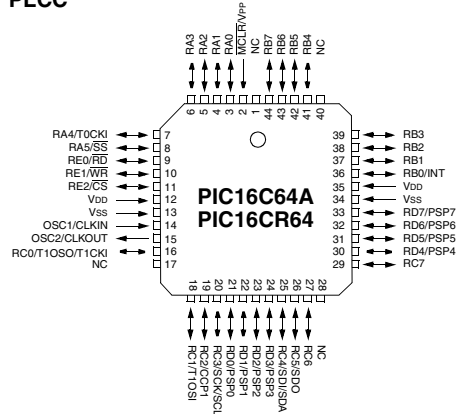 PLCC
RA3
RA2
RA1
RA0
MCLR/VPP
NC
RB7
RB6
RB5
RB4
NC
6 5 4 3 2 1 44 43 42 41 40
RA4/T0CKI 7
RA5/SS 8
RE0/RD 9
RE1/WR 10
RE2/CS 11
VDD 12
VSS 13
OSC1/CLKIN 14
OSC2/CLKOUT 15
RC0/T1OSO/T1CKI 16
NC 17
PIC16C64A
PIC16CR64
39 RB3
38 RB2
37 RB1
36 RB0/INT
35 VDD
34 VSS
33 RD7/PSP7
32 RD6/PSP6
31 RD5/PSP5
30 RD4/PSP4
29 RC7
18 19 20 21 22 23 24 25 26 27 28
RC1/T1OSI
RC2/CCP1
RC3/SCK/SCL
RD0/PSP0
RD1/PSP1
RD2/PSP2
RD3/PSP3
RC4/SDI/SDA
RC5/SDO
RC6
NC